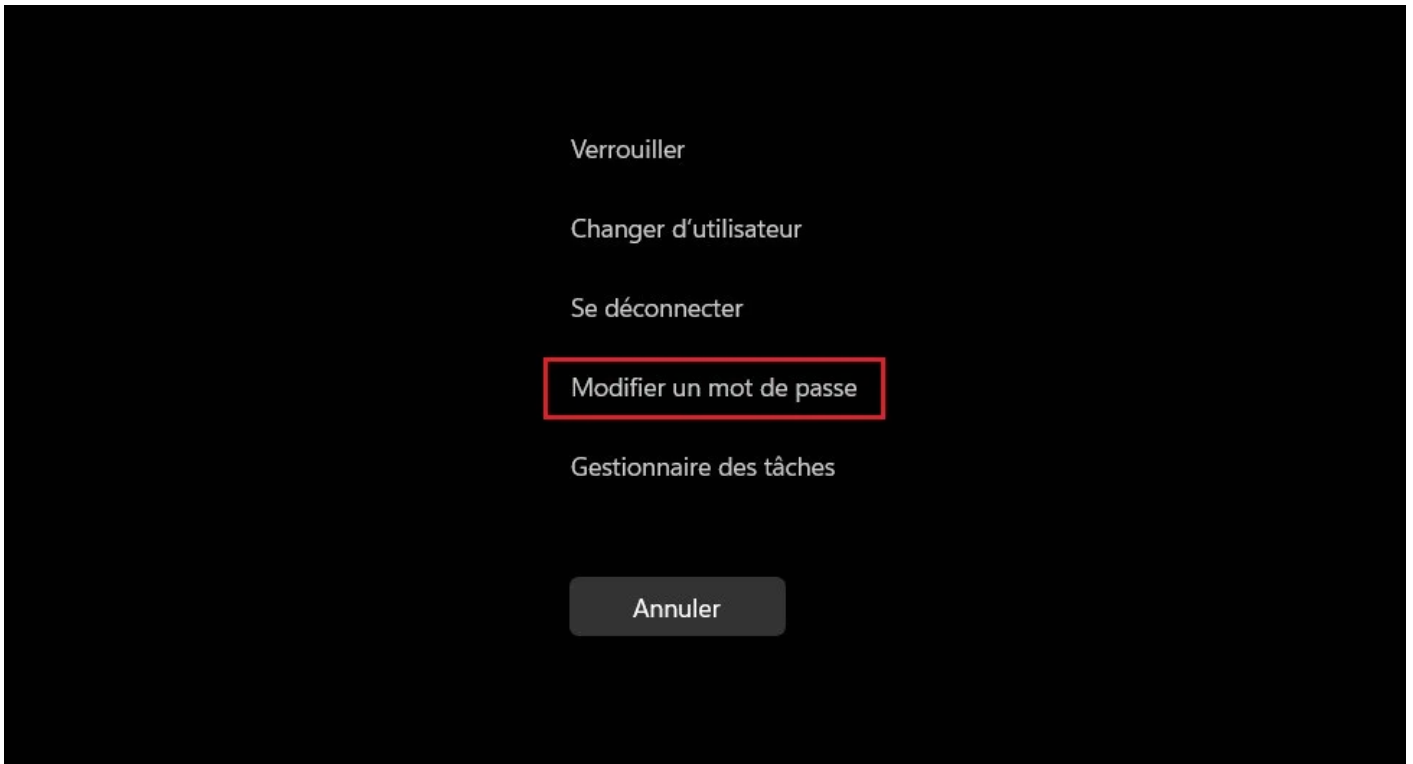 Verrouiller
Changer d’utilisateur
Se déconnecter
Modifier un mot de passe
Gestionnaire des tâches
Annuler